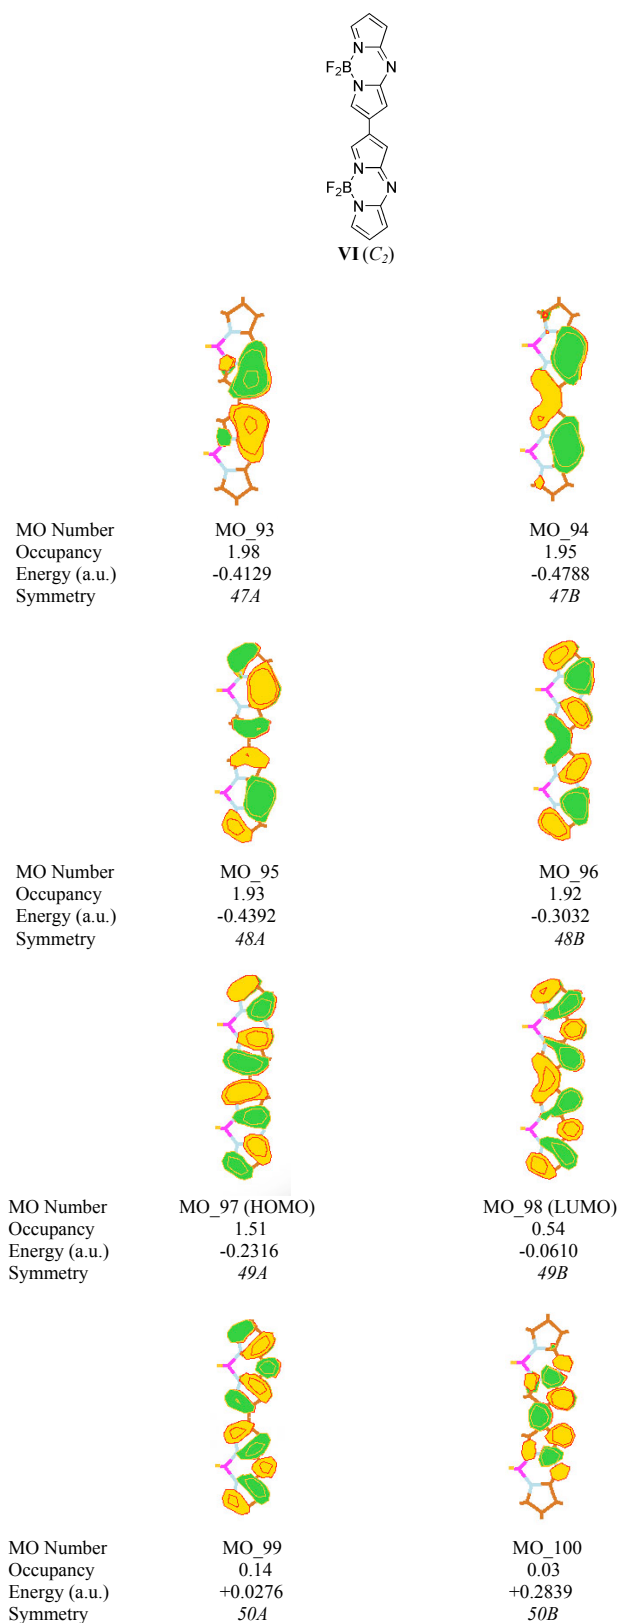 N
F₂B N
N
N
F₂B N
N
VI (C₂)
MO Number MO_93 MO_94
Occupancy 1.98 1.95
Energy (a.u.) -0.4129 -0.4788
Symmetry 47A 47B
MO Number MO_95 MO_96
Occupancy 1.93 1.92
Energy (a.u.) -0.4392 -0.3032
Symmetry 48A 48B
MO Number MO_97 (HOMO) MO_98 (LUMO)
Occupancy 1.51 0.54
Energy (a.u.) -0.2316 -0.0610
Symmetry 49A 49B
MO Number MO_99 MO_100
Occupancy 0.14 0.03
Energy (a.u.) +0.0276 +0.2839
Symmetry 50A 50B